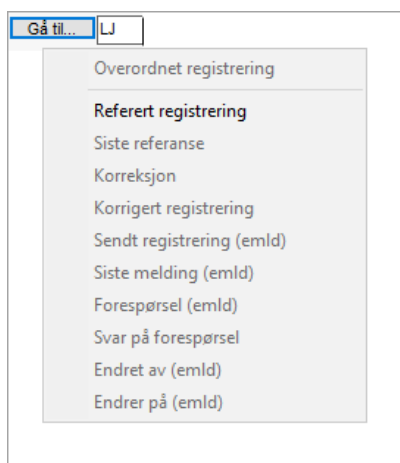 Gå til... LJ
Overordnet registrering
Referert registrering
Siste referanse
Korreksjon
Korrigert registrering
Sendt registrering (emld)
Siste melding (emld)
Forespørsel (emld)
Svar på forespørsel
Endret av (emld)
Endrer på (emld)